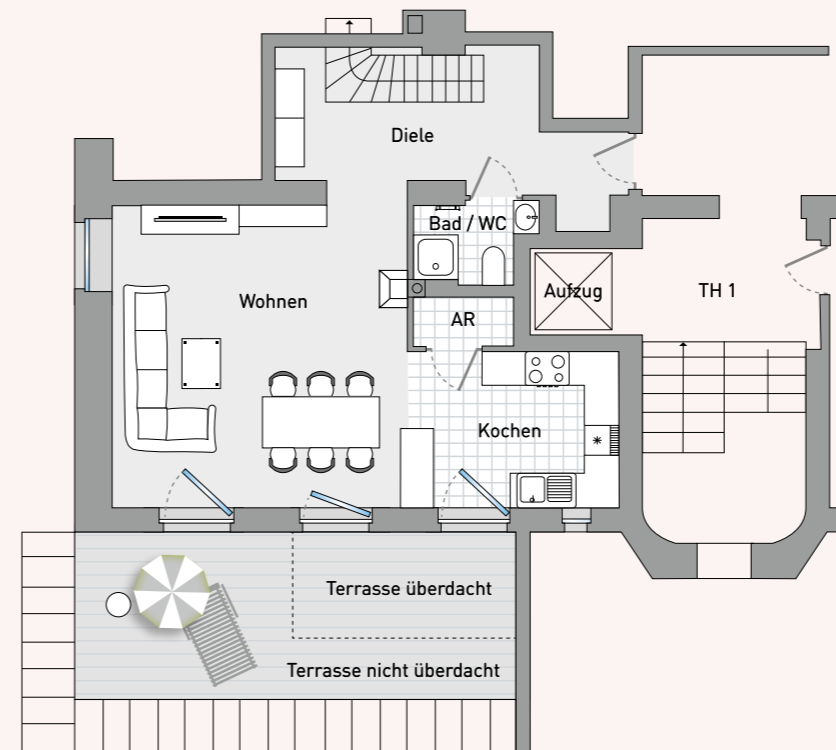 Diele
Bad / WC
Wohnen
Aufzug
TH 1
AR
Kochen
Terrasse überdacht
Terrasse nicht überdacht